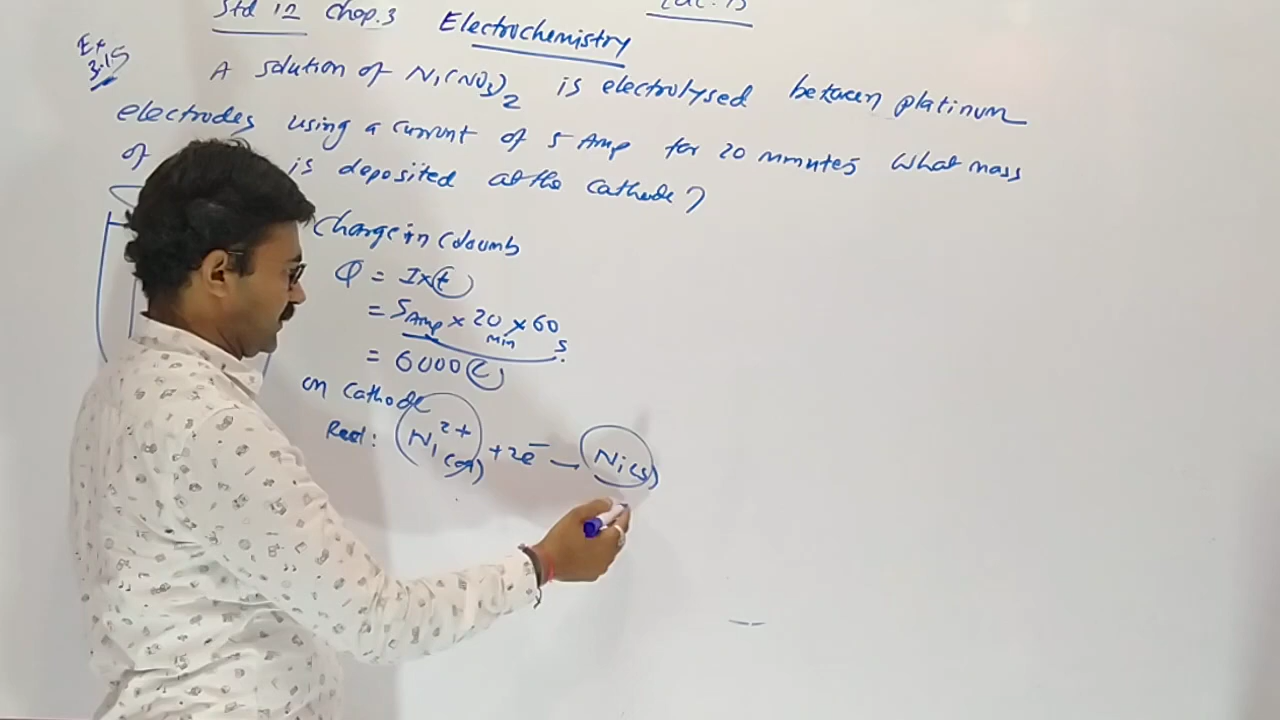 Std 12 Chap.3 Electrochemistry
Ex 3.15
A solution of Ni(NO3)2 is electrolysed between platinum
electrodes using a current of 5 Amp for 20 minutes what mass
of is deposited at the cathode?
Charge in Coloumb
Q = I×t
= 5 Amp × 20 min × 60 s
= 6000 C
on cathode
Red: Ni2+(aq) + 2e- → Ni(s)